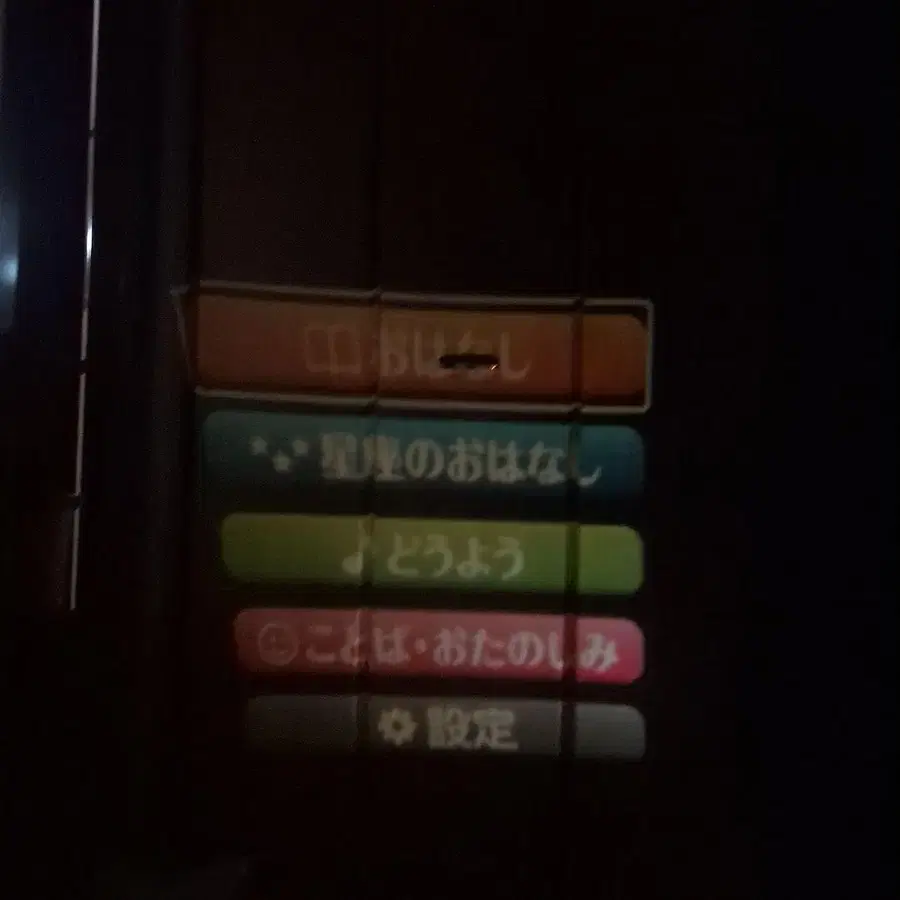 おはなし
星座のおはなし
どうよう
ことば・おたのしみ
設定